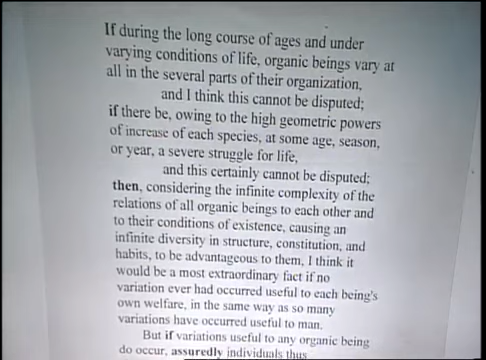 If during the long course of ages and under
varying conditions of life, organic beings vary at
all in the several parts of their organization,
and I think this cannot be disputed;
if there be, owing to the high geometric powers
of increase of each species, at some age, season,
or year, a severe struggle for life,
and this certainly cannot be disputed;
then, considering the infinite complexity of the
relations of all organic beings to each other and
to their conditions of existence, causing an
infinite diversity in structure, constitution, and
habits, to be advantageous to them, I think it
would be a most extraordinary fact if no
variation ever had occurred useful to each being's
own welfare, in the same way as so many
variations have occurred useful to man.
But if variations useful to any organic being
do occur, assuredly individuals thus